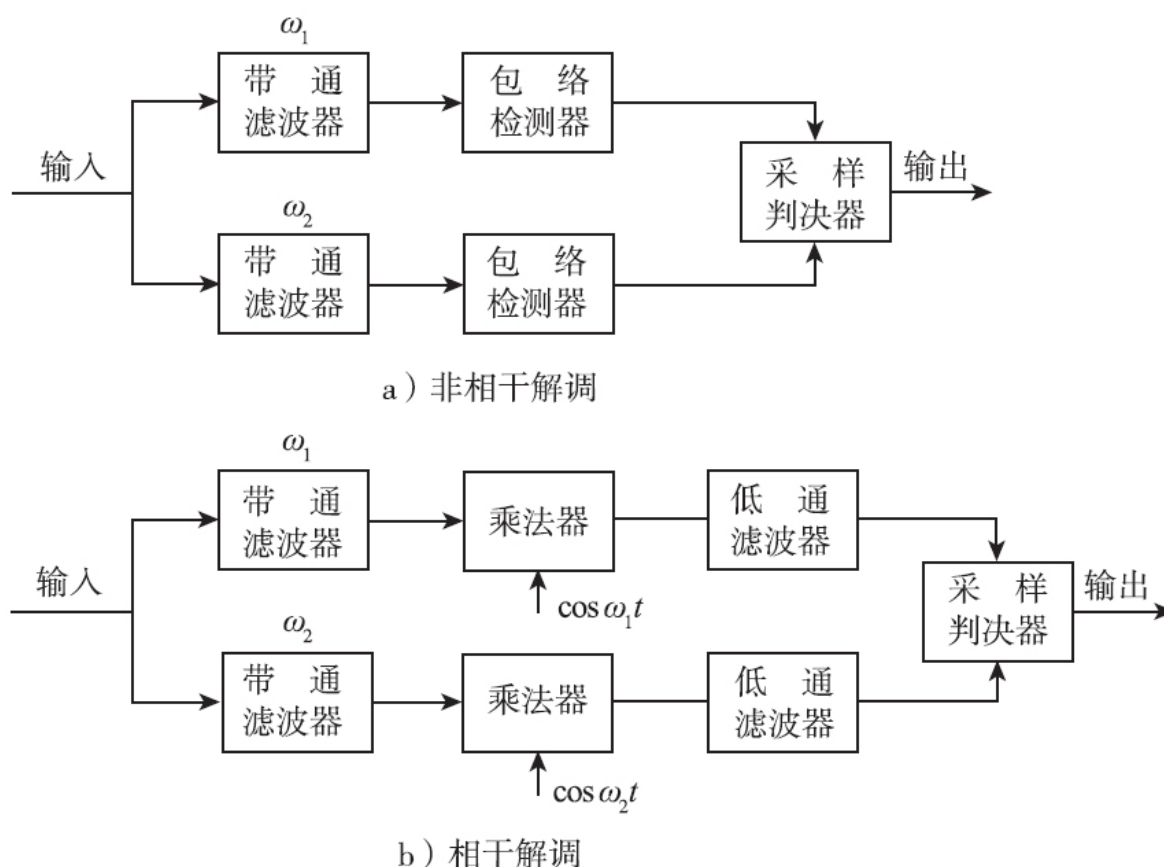 ω₁
带 通
滤波器
包 络
检测器
输入
采 样
判决器
输出
ω₂
带 通
滤波器
包 络
检测器
a）非相干解调
ω₁
带 通
滤波器
乘法器
低 通
滤波器
cos ω₁t
输入
采 样
判决器
输出
ω₂
带 通
滤波器
乘法器
低 通
滤波器
cos ω₂t
b）相干解调